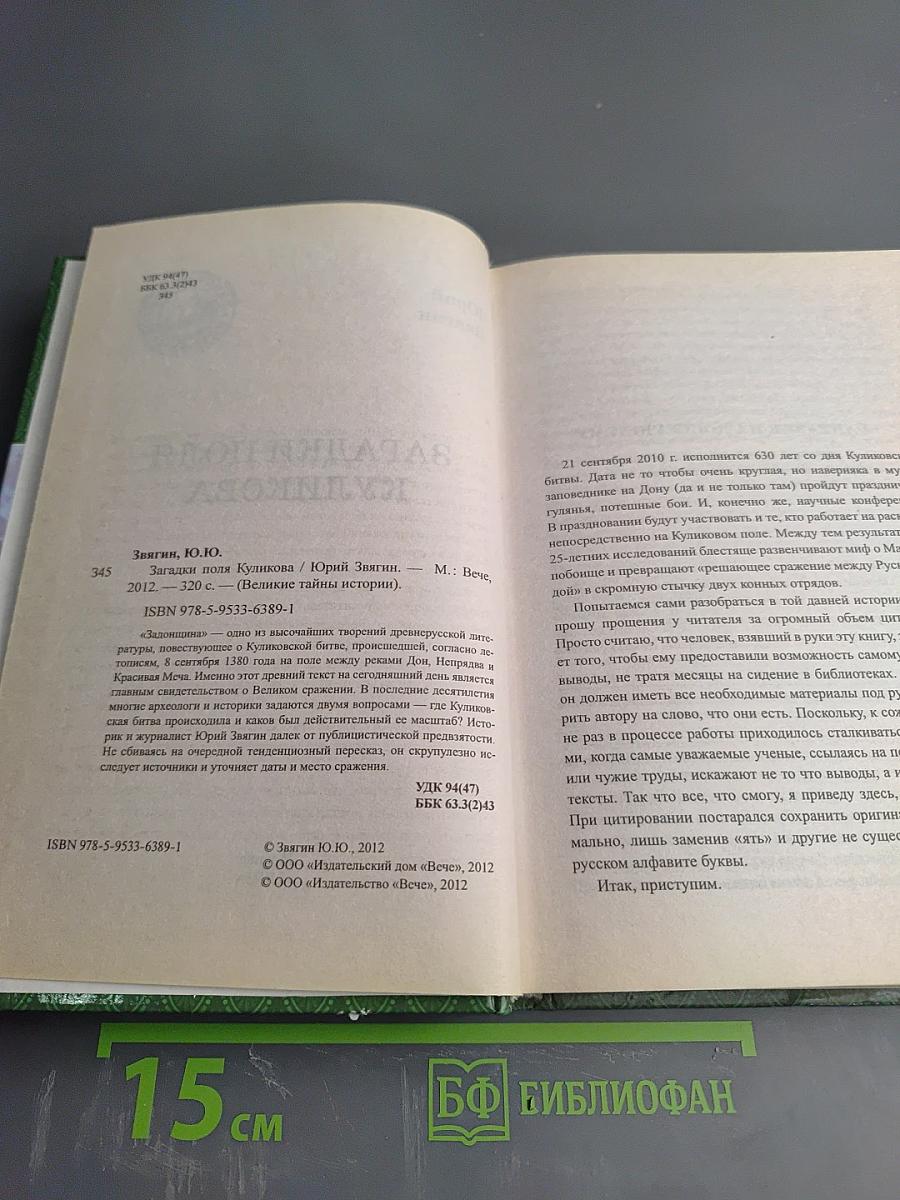 УДК 94(47)
ББК 63.3(2)43
З45
Звягин, Ю.Ю.
З45 Загадки поля Куликова / Юрий Звягин. — М. : Вече,
2012. — 320 с. — (Великие тайны истории).
ISBN 978-5-9533-6389-1
«Задонщина» — одно из высочайших творений древнерусской лите-
ратуры, повествующее о Куликовской битве, происшедшей, согласно ле-
тописям, 8 сентября 1380 года на поле между реками Дон, Непрядва и
Красивая Меча. Именно этот древний текст на сегодняшний день является
главным свидетельством о Великом сражении. В последние десятилетия
многие археологи и историки задаются двумя вопросами — где Куликов-
ская битва происходила и каков был действительный ее масштаб? Исто-
рик и журналист Юрий Звягин далек от публицистической предвзятости.
Не сбиваясь на очередной тенденциозный пересказ, он скрупулезно ис-
следует источники и уточняет даты и место сражения.
УДК 94(47)
ББК 63.3(2)43
ISBN 978-5-9533-6389-1
© Звягин Ю.Ю., 2012
© ООО «Издательский дом «Вече», 2012
© ООО «Издательство «Вече», 2012
21 сентября 2010 г. исполнится 630 лет со дня Куликовс
битвы. Дата не то чтобы очень круглая, но наверняка в му
заповеднике на Дону (да и не только там) пройдут празднич
гулянья, потешные бои. И, конечно же, научные конфере
В праздновании будут участвовать и те, кто работает на раск
непосредственно на Куликовом поле. Между тем результат
25-летних исследований блестяще развенчивают миф о Ма
побоище и превращают «решающее сражение между Русь
дой» в скромную стычку двух конных отрядов.
Попытаемся сами разобраться в той давней истории
прошу прощения у читателя за огромный объем цит
Просто считаю, что человек, взявший в руки эту книгу,
ет того, чтобы ему предоставили возможность самому
выводы, не тратя месяцы на сидение в библиотеках.
он должен иметь все необходимые материалы под ру
рить автору на слово, что они есть. Поскольку, к сож
не раз в процессе работы приходилось сталкиватьс
ми, когда самые уважаемые ученые, ссылаясь на п
или чужие труды, искажают не то что выводы, а и
тексты. Так что все, что смогу, я приведу здесь,
При цитировании постарался сохранить оригин
мально, лишь заменив «ять» и другие не сущес
русском алфавите буквы.
Итак, приступим.
15 см
БФ БИБЛИОФАН